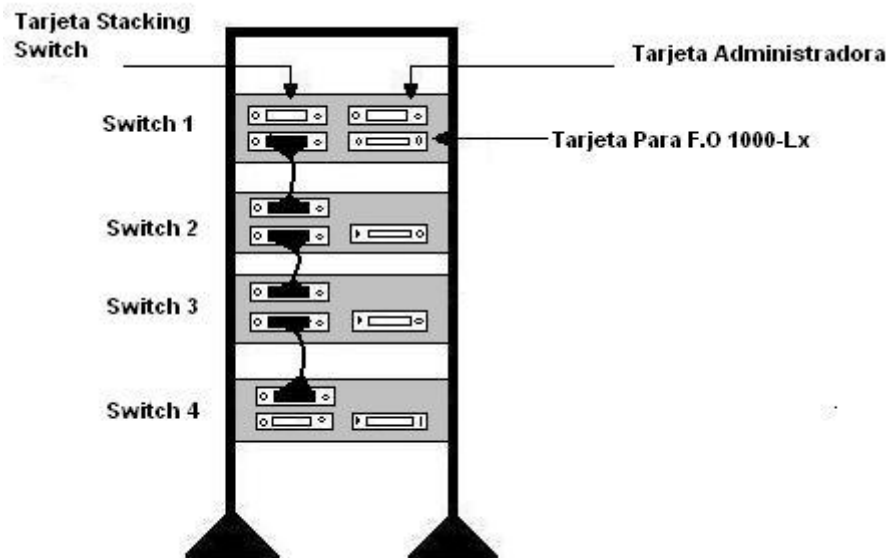 Tarjeta Stacking
Switch
Tarjeta Administradora
Switch 1
Tarjeta Para F.O 1000-Lx
Switch 2
Switch 3
Switch 4